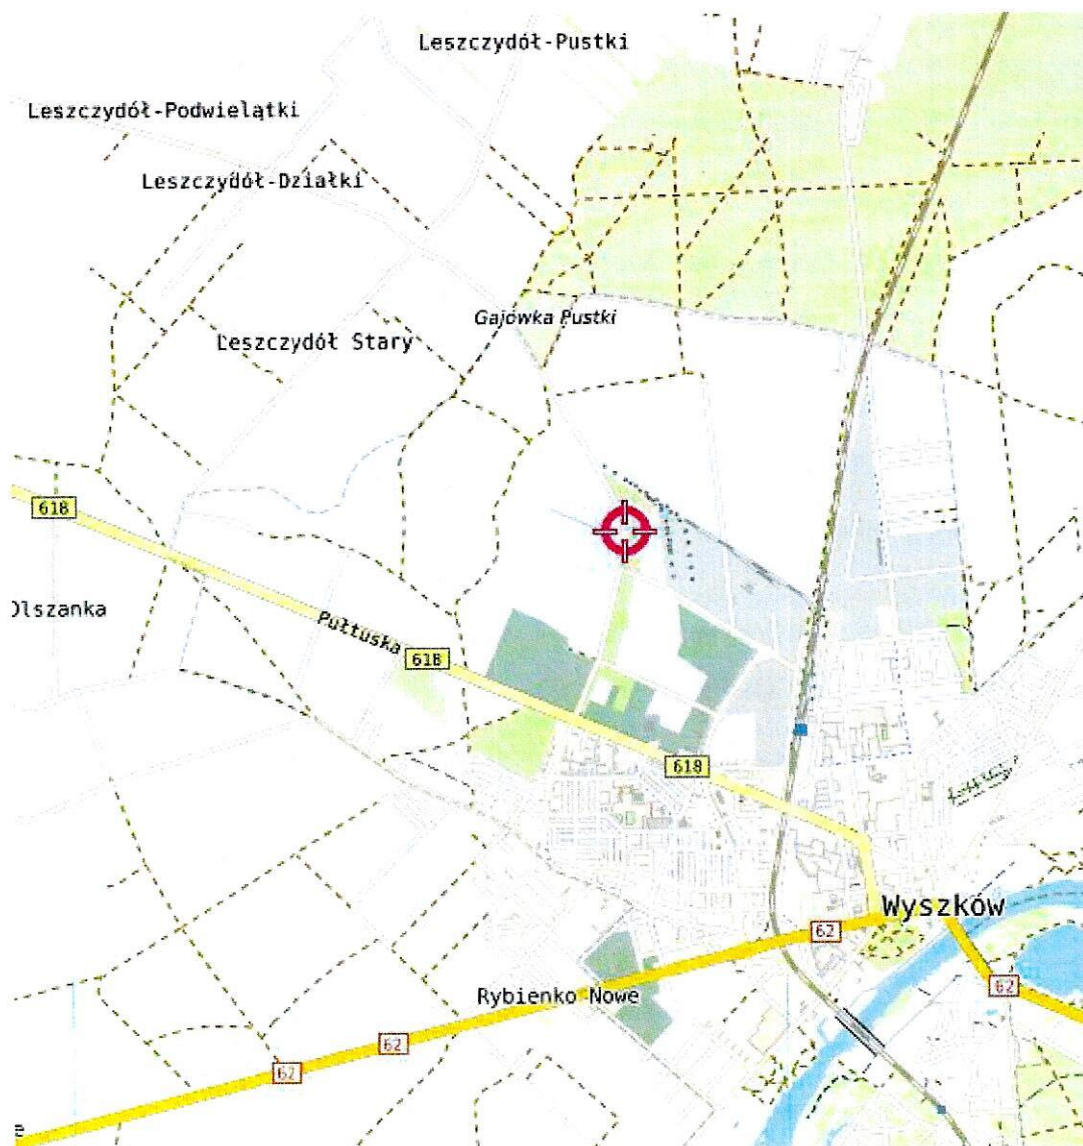 Leszczydół-Pustki
Leszczydół-Podwielątki
Leszczydół-Działki
Gajówka Pustki
Leszczydół Stary
618
Olszanka
Pułtuska
618
618
Wyszków
62
62
Rybienko Nowe
62
62
e